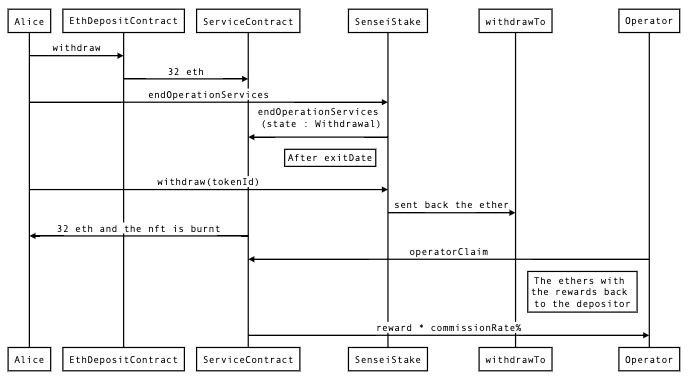 Alice
EthDepositContract
ServiceContract
SenseiStake
withdrawTo
Operator
withdraw
32 eth
endOperationServices
endOperationServices
(state : Withdrawal)
After exitDate
withdraw(tokenId)
sent back the ether
32 eth and the nft is burnt
operatorClaim
The ethers with
the rewards back
to the depositor
reward * commissionRate%
Alice
EthDepositContract
ServiceContract
SenseiStake
withdrawTo
Operator